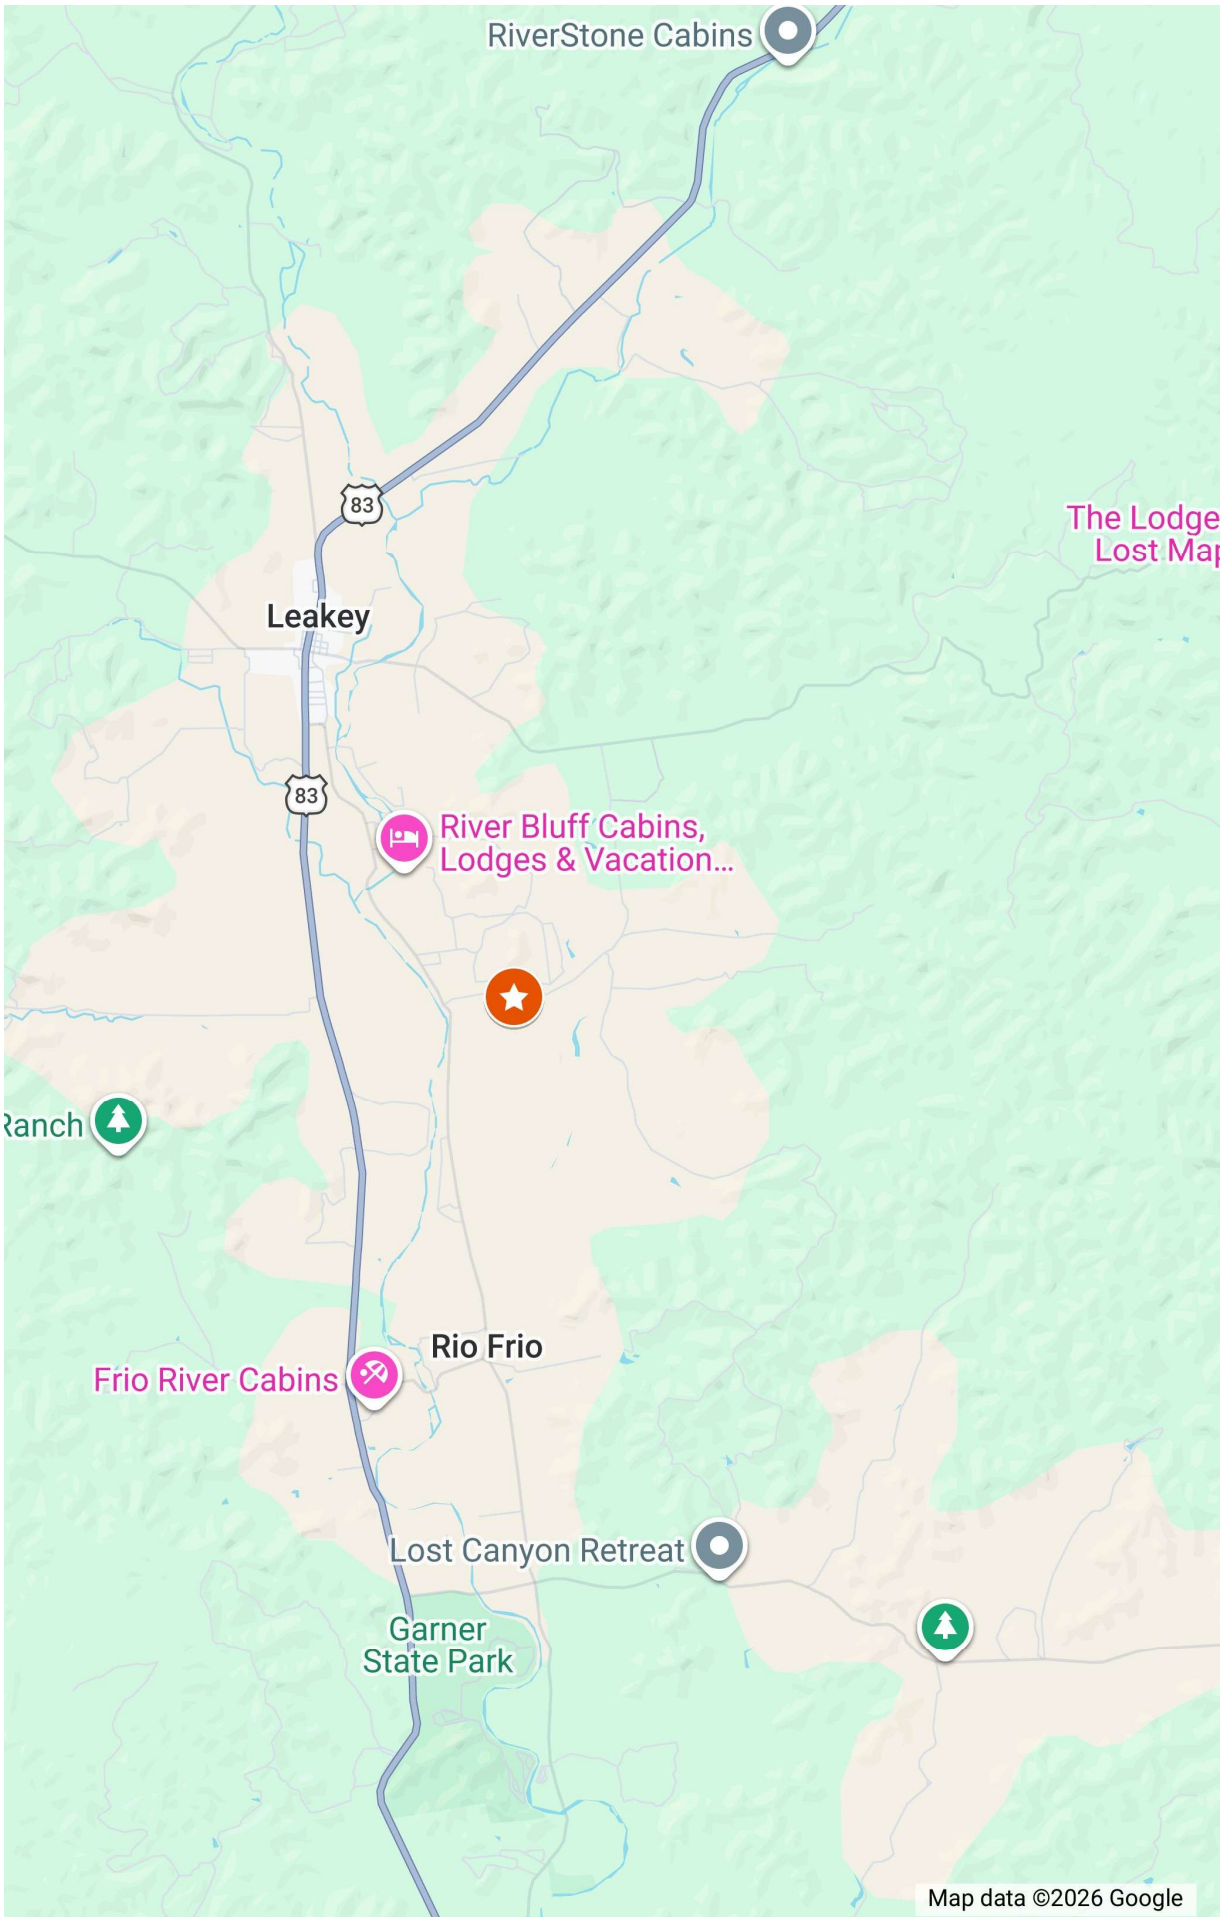 RiverStone Cabins
83
The Lodge
Lost Map
Leakey
83
River Bluff Cabins,
Lodges & Vacation...
Ranch
Rio Frio
Frio River Cabins
Lost Canyon Retreat
Garner
State Park
Map data ©2026 Google